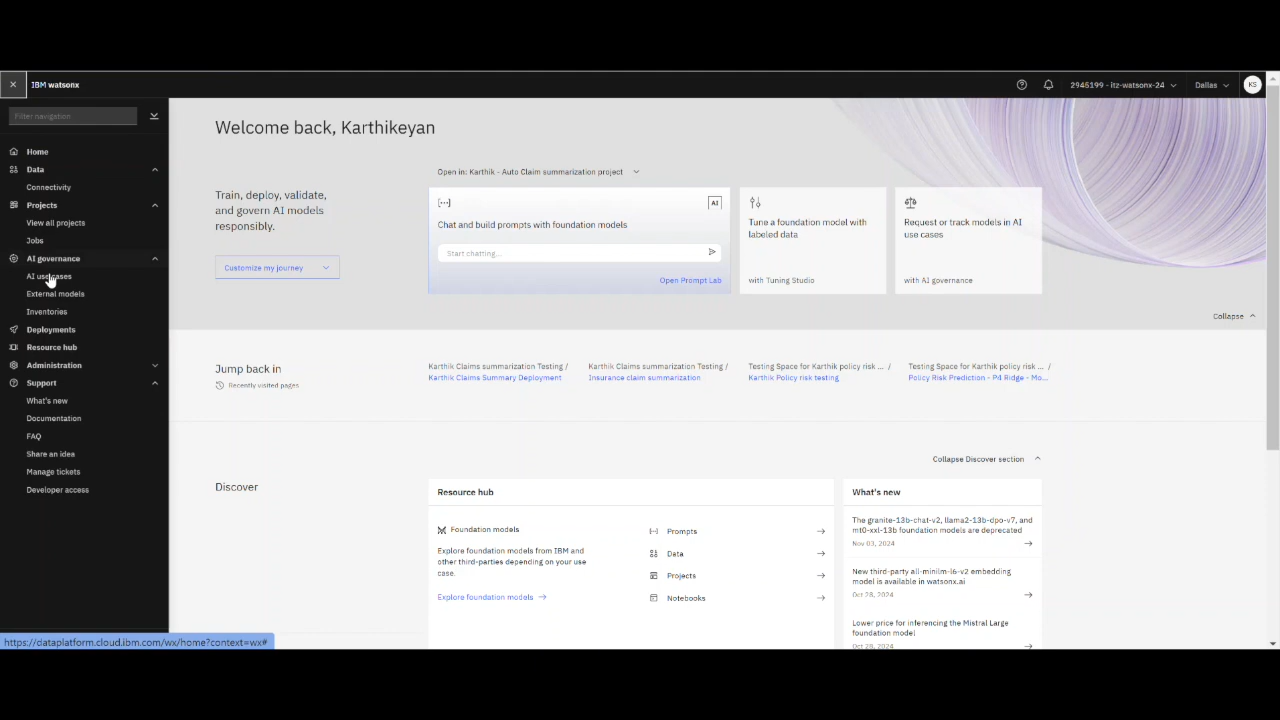 IBM watsonx
2945199 - itz-watsonx-24
Dallas
KS
Filter navigation
Home
Data
Connectivity
Projects
View all projects
Jobs
AI governance
AI use cases
External models
Inventories
Deployments
Resource hub
Administration
Support
What's new
Documentation
FAQ
Share an idea
Manage tickets
Developer access
Welcome back, Karthikeyan
Train, deploy, validate,
and govern AI models
responsibly.
Customize my journey
Open in: Karthik - Auto Claim summarization project
AI
Chat and build prompts with foundation models
Start chatting...
Open Prompt Lab
Tune a foundation model with
labeled data
with Tuning Studio
Request or track models in AI
use cases
with AI governance
Collapse
Jump back in
Recently visited pages
Karthik Claims summarization Testing /
Karthik Claims Summary Deployment
Karthik Claims summarization Testing /
Insurance claim summarization
Testing Space for Karthik policy risk ... /
Karthik Policy risk testing
Testing Space for Karthik policy risk ... /
Policy Risk Prediction - P4 Ridge - Mo...
Collapse Discover section
Discover
Resource hub
Foundation models
Explore foundation models from IBM and
other third-parties depending on your use
case.
Explore foundation models
Prompts
Data
Projects
Notebooks
What's new
The granite-13b-chat-v2, llama2-13b-dpo-v7, and
mt0-xxl-13b foundation models are deprecated
Nov 03, 2024
New third-party all-minilm-l6-v2 embedding
model is available in watsonx.ai
Oct 28, 2024
Lower price for inferencing the Mistral Large
foundation model
Oct 28, 2024
https://dataplatform.cloud.ibm.com/wx/home?context=wx#